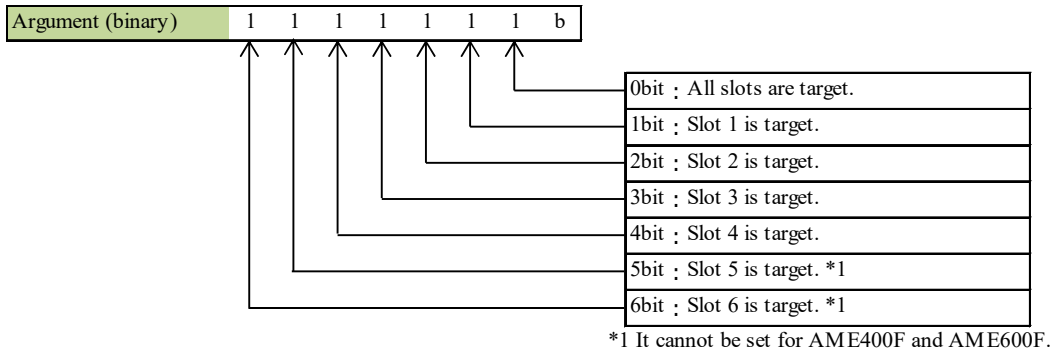 Argument (binary) 1 1 1 1 1 1 1 b
0bit : All slots are target.
1bit : Slot 1 is target.
2bit : Slot 2 is target.
3bit : Slot 3 is target.
4bit : Slot 4 is target.
5bit : Slot 5 is target. *1
6bit : Slot 6 is target. *1
*1 It cannot be set for AME400F and AME600F.